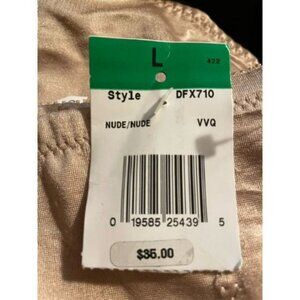 L 422
Style DFX710
NUDE/NUDE VVQ
0 19585 25439 5
$36.00